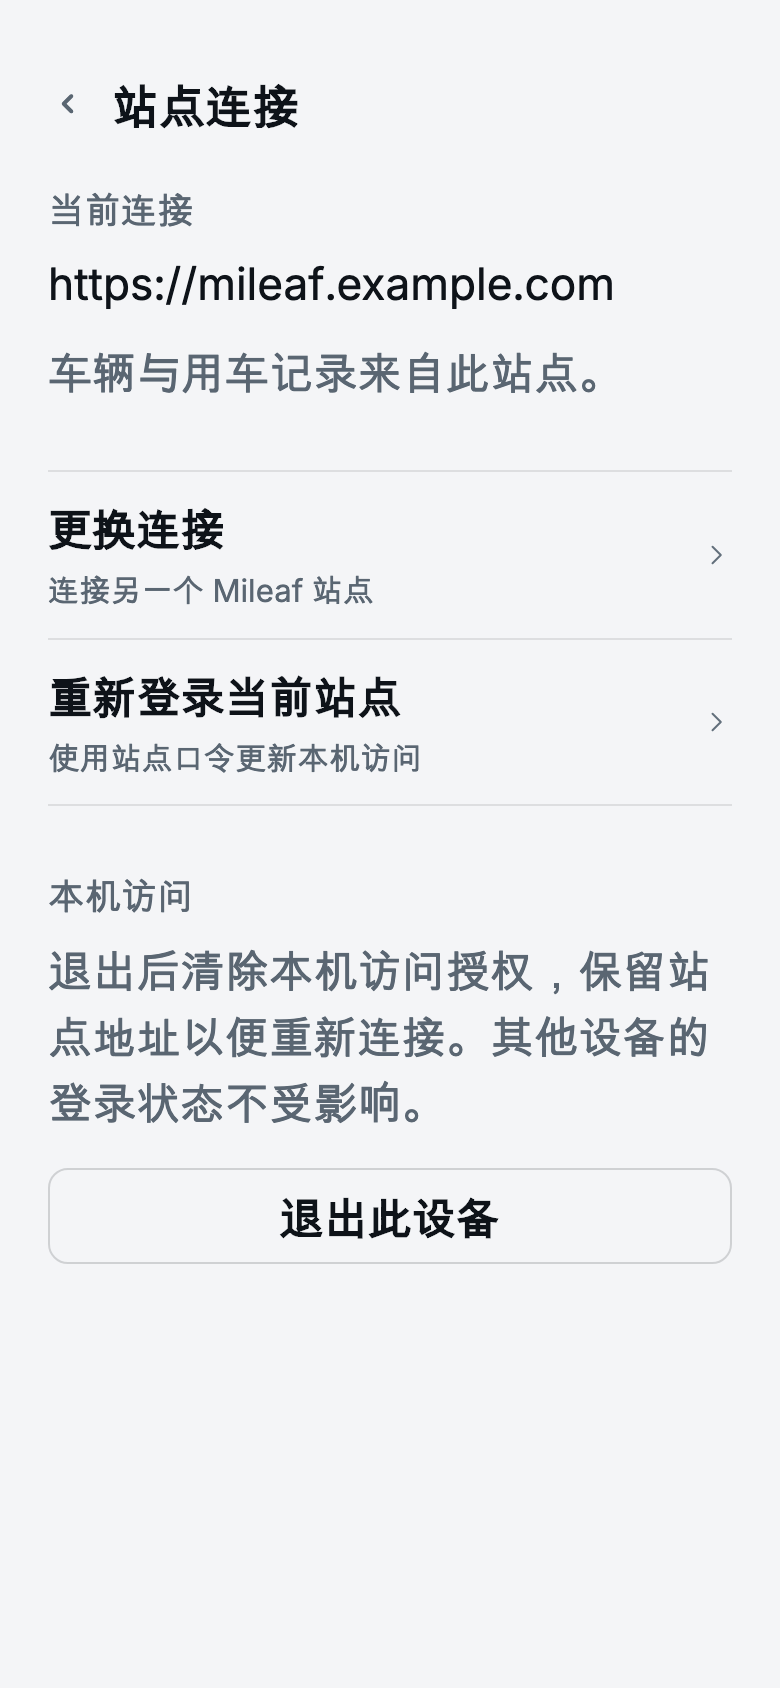 站点连接
当前连接
https://mileaf.example.com
车辆与用车记录来自此站点。
更换连接
连接另一个 Mileaf 站点
重新登录当前站点
使用站点口令更新本机访问
本机访问
退出后清除本机访问授权，保留站
点地址以便重新连接。其他设备的
登录状态不受影响。
退出此设备